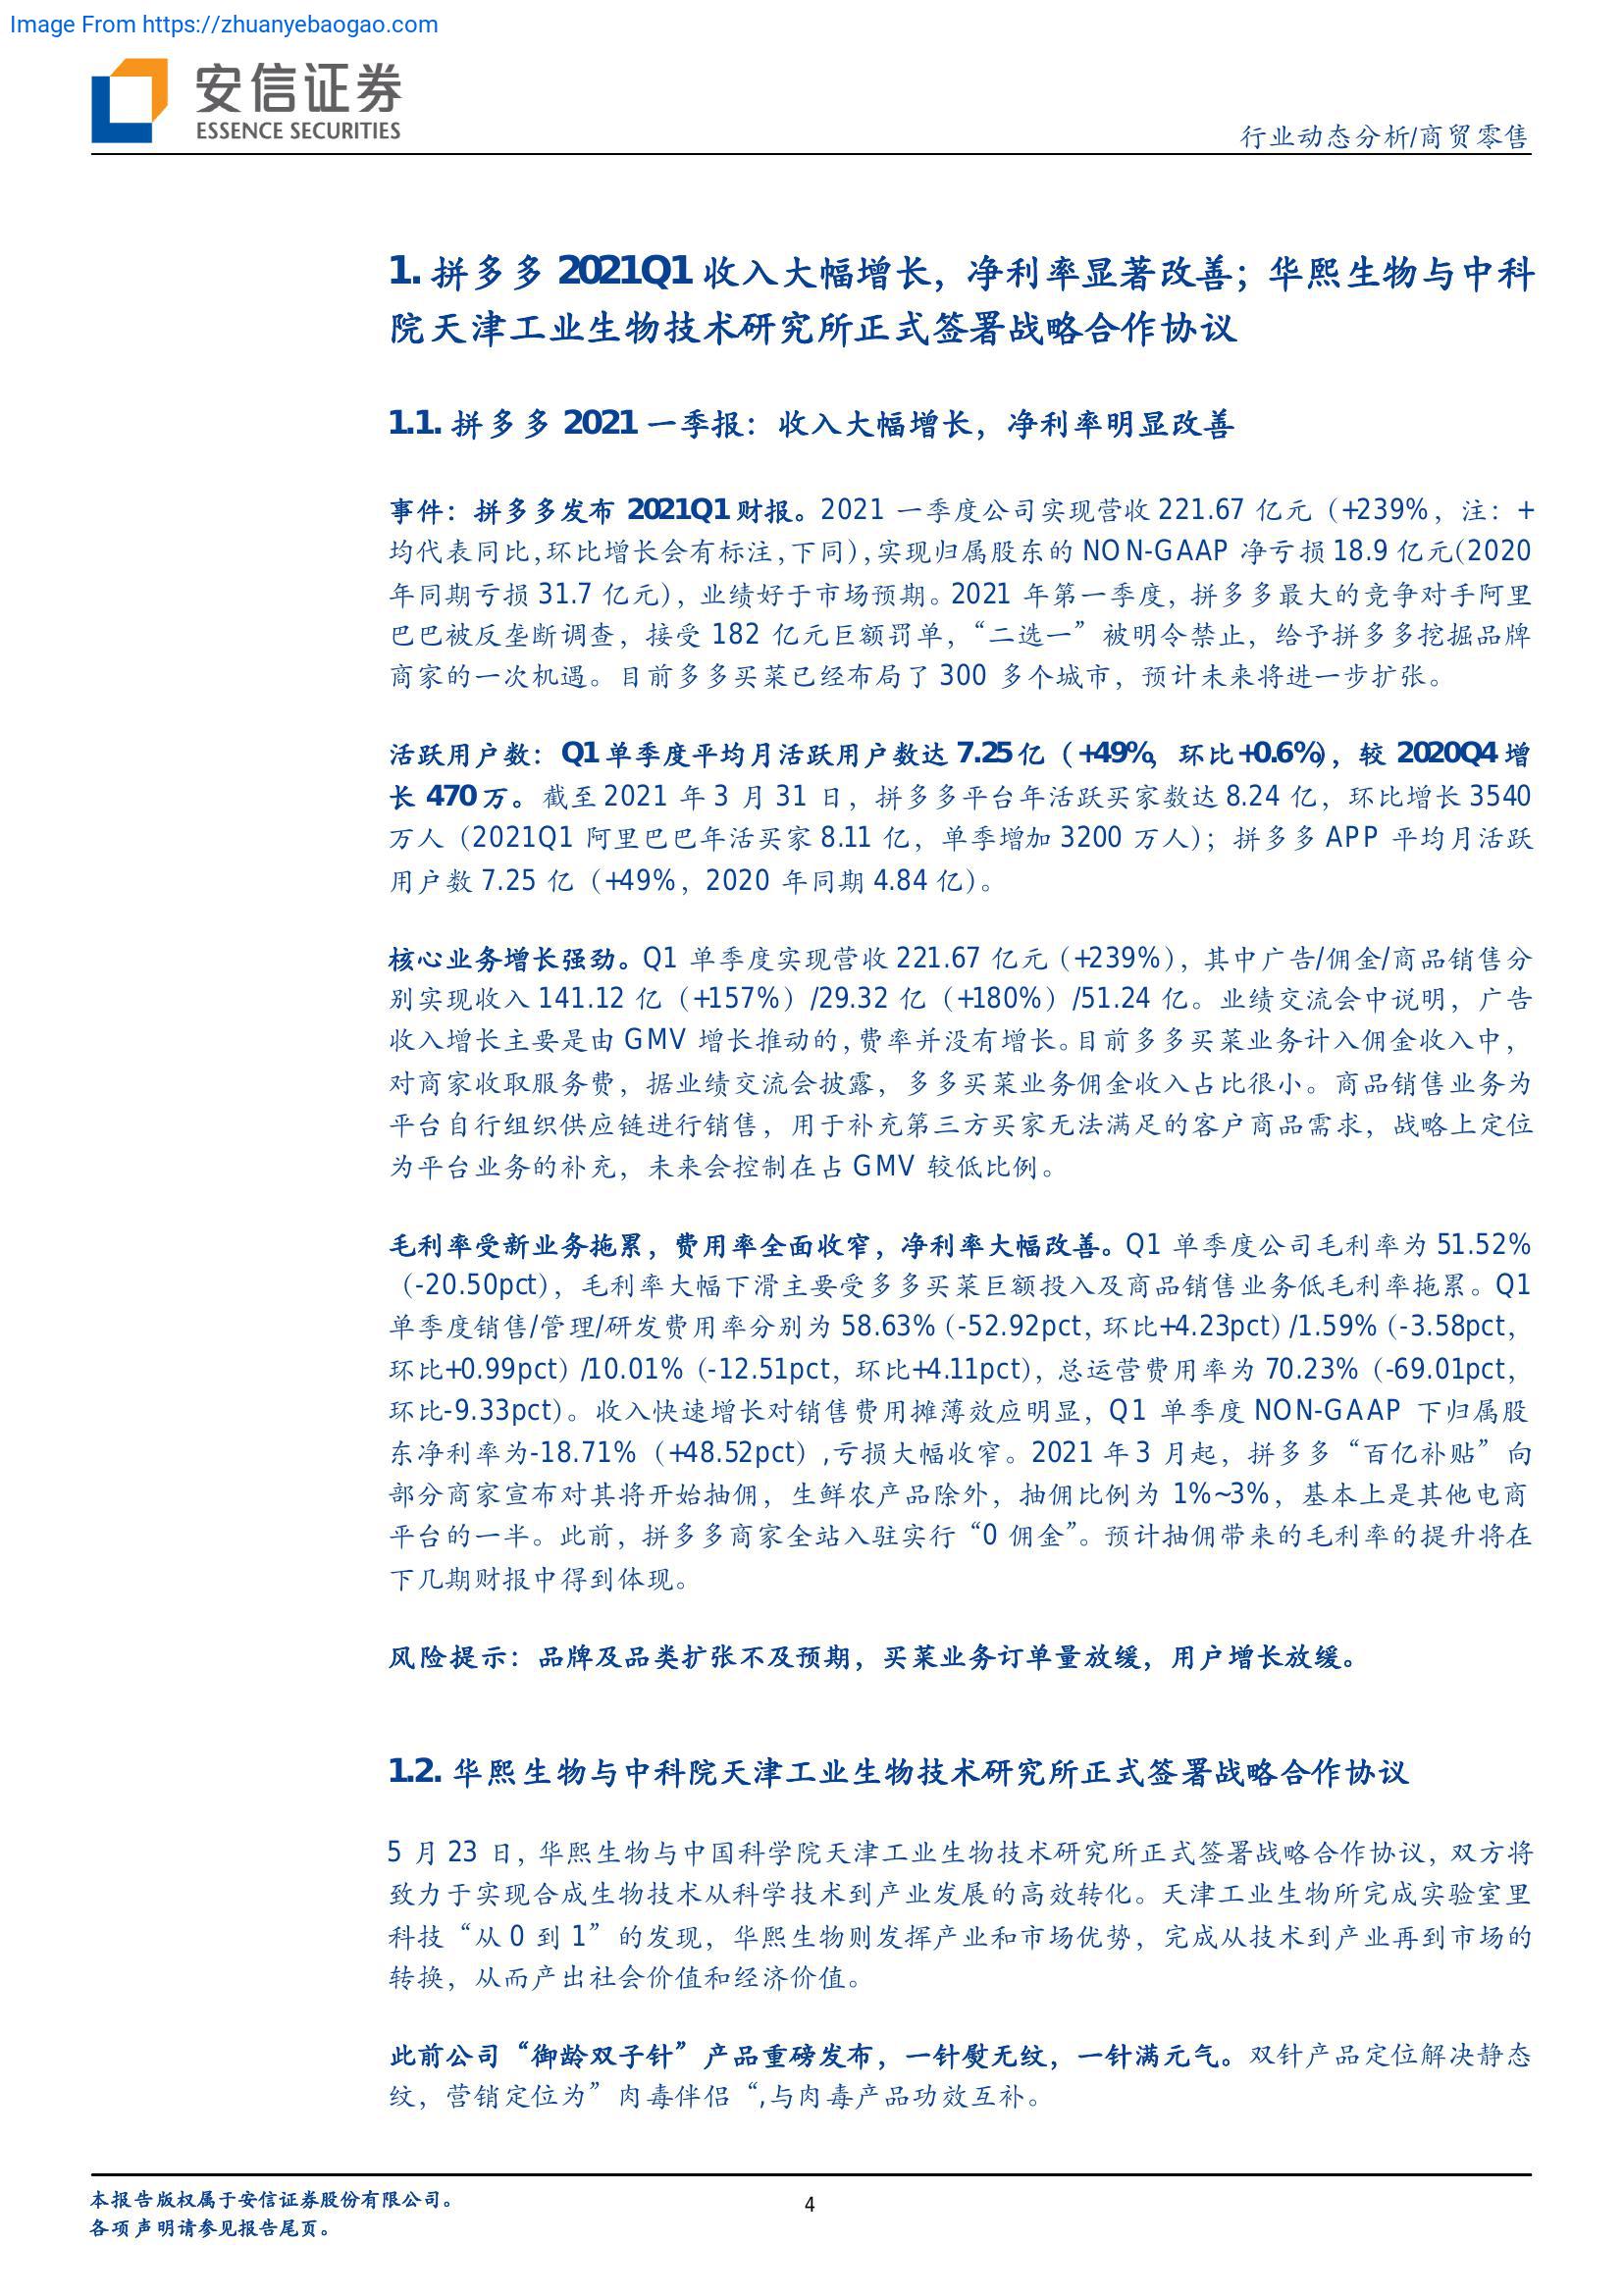 Image From https://zhuanyebaogao.com
安信证券
ESSENCE SECURITIES
行业动态分析/商贸零售
1. 拼多多 2021Q1 收入大幅增长，净利率显著改善；华熙生物与中科
院天津工业生物技术研究所正式签署战略合作协议
1.1. 拼多多 2021 一季报：收入大幅增长，净利率明显改善
事件：拼多多发布 2021Q1 财报。2021 一季度公司实现营收 221.67 亿元（+239%，注：+
均代表同比,环比增长会有标注,下同）,实现归属股东的 NON-GAAP 净亏损 18.9 亿元(2020
年同期亏损 31.7 亿元)，业绩好于市场预期。2021 年第一季度，拼多多最大的竞争对手阿里
巴巴被反垄断调查，接受 182 亿元巨额罚单，“二选一”被明令禁止，给予拼多多挖掘品牌
商家的一次机遇。目前多多买菜已经布局了 300 多个城市，预计未来将进一步扩张。
活跃用户数：Q1 单季度平均月活跃用户数达 7.25 亿（+49%，环比+0.6%），较 2020Q4 增
长 470 万。截至 2021 年 3 月 31 日，拼多多平台年活跃买家数达 8.24 亿，环比增长 3540
万人（2021Q1 阿里巴巴年活买家 8.11 亿，单季增加 3200 万人)；拼多多 APP 平均月活跃
用户数 7.25 亿（+49%，2020 年同期 4.84 亿）。
核心业务增长强劲。Q1 单季度实现营收 221.67 亿元（+239%），其中广告/佣金/商品销售分
别实现收入 141.12 亿（+157%）/29.32 亿（+180%）/51.24 亿。业绩交流会中说明，广告
收入增长主要是由 GMV 增长推动的,费率并没有增长。目前多多买菜业务计入佣金收入中，
对商家收取服务费，据业绩交流会披露，多多买菜业务佣金收入占比很小。商品销售业务为
平台自行组织供应链进行销售，用于补充第三方买家无法满足的客户商品需求，战略上定位
为平台业务的补充，未来会控制在占 GMV 较低比例。
毛利率受新业务拖累，费用率全面收窄，净利率大幅改善。Q1 单季度公司毛利率为 51.52%
（-20.50pct），毛利率大幅下滑主要受多多买菜巨额投入及商品销售业务低毛利率拖累。Q1
单季度销售/管理/研发费用率分别为 58.63%（-52.92pct，环比+4.23pct）/1.59%（-3.58pct，
环比+0.99pct）/10.01%（-12.51pct，环比+4.11pct)，总运营费用率为 70.23%（-69.01pct，
环比-9.33pct)。收入快速增长对销售费用摊薄效应明显，Q1 单季度 NON-GAAP 下归属股
东净利率为-18.71%（+48.52pct）,亏损大幅收窄。2021 年 3 月起，拼多多“百亿补贴”向
部分商家宣布对其将开始抽佣，生鲜农产品除外，抽佣比例为 1%~3%，基本上是其他电商
平台的一半。此前，拼多多商家全站入驻实行“0 佣金”。预计抽佣带来的毛利率的提升将在
下几期财报中得到体现。
风险提示：品牌及品类扩张不及预期，买菜业务订单量放缓，用户增长放缓。
1.2. 华熙生物与中科院天津工业生物技术研究所正式签署战略合作协议
5 月 23 日，华熙生物与中国科学院天津工业生物技术研究所正式签署战略合作协议，双方将
致力于实现合成生物技术从科学技术到产业发展的高效转化。天津工业生物所完成实验室里
科技“从 0 到 1”的发现，华熙生物则发挥产业和市场优势，完成从技术到产业再到市场的
转换，从而产出社会价值和经济价值。
此前公司“御龄双子针”产品重磅发布，一针熨无纹，一针满元气。双针产品定位解决静态
纹，营销定位为”肉毒伴侣“,与肉毒产品功效互补。
本报告版权属于安信证券股份有限公司。
4
各项声明请参见报告尾页。